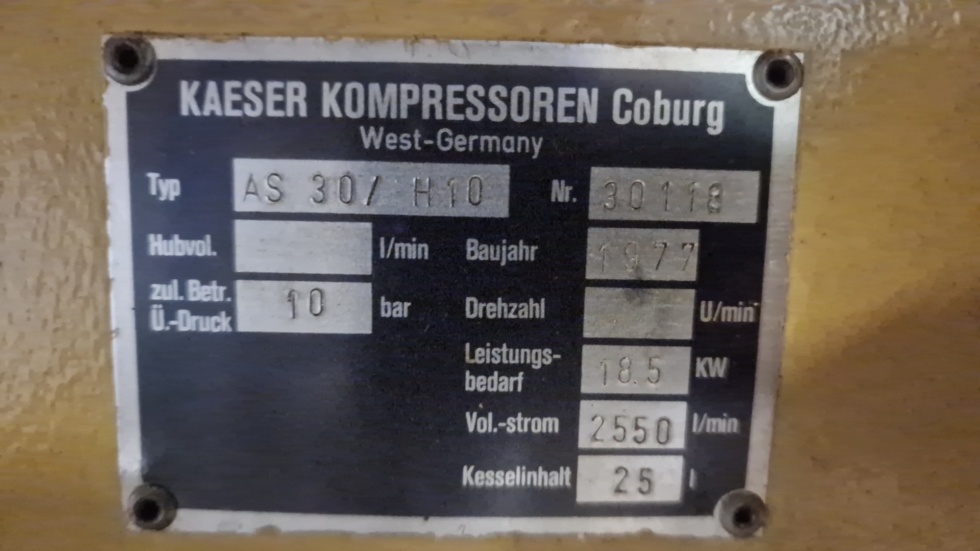 KAESER KOMPRESSOREN Coburg
West-Germany
Typ AS 30/ H10 Nr. 30118
Hubvol. l/min Baujahr 1977
zul. Betr. Ü.-Druck 10 bar Drehzahl U/min
Leistungs-
bedarf 18.5 KW
Vol.-strom 2550 l/min
Kesselinhalt 25 l